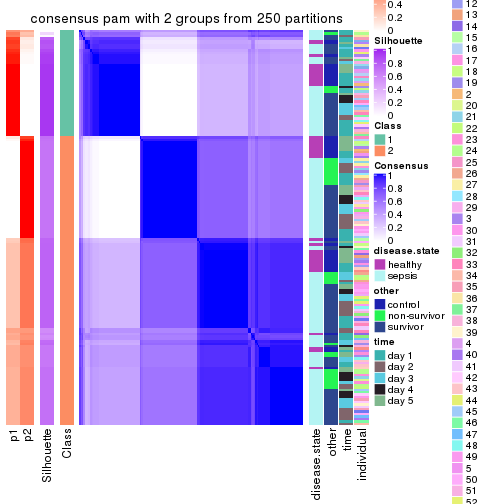 consensus pam with 2 groups from 250 partitions
p1
p2
Silhouette
Class
disease.state
other
time
individual
0.4
0.2
0
Silhouette
1
0.8
0.6
0.4
0.2
0
Class
1
2
Consensus
1
0.8
0.6
0.4
0.2
0
disease.state
healthy
sepsis
other
control
non-survivor
survivor
time
day 1
day 2
day 3
day 4
day 5
12
13
14
15
16
17
18
19
2
20
21
22
23
24
25
26
27
28
29
3
30
31
32
33
34
35
36
37
38
39
4
40
41
42
43
44
45
46
47
48
49
5
50
51
52